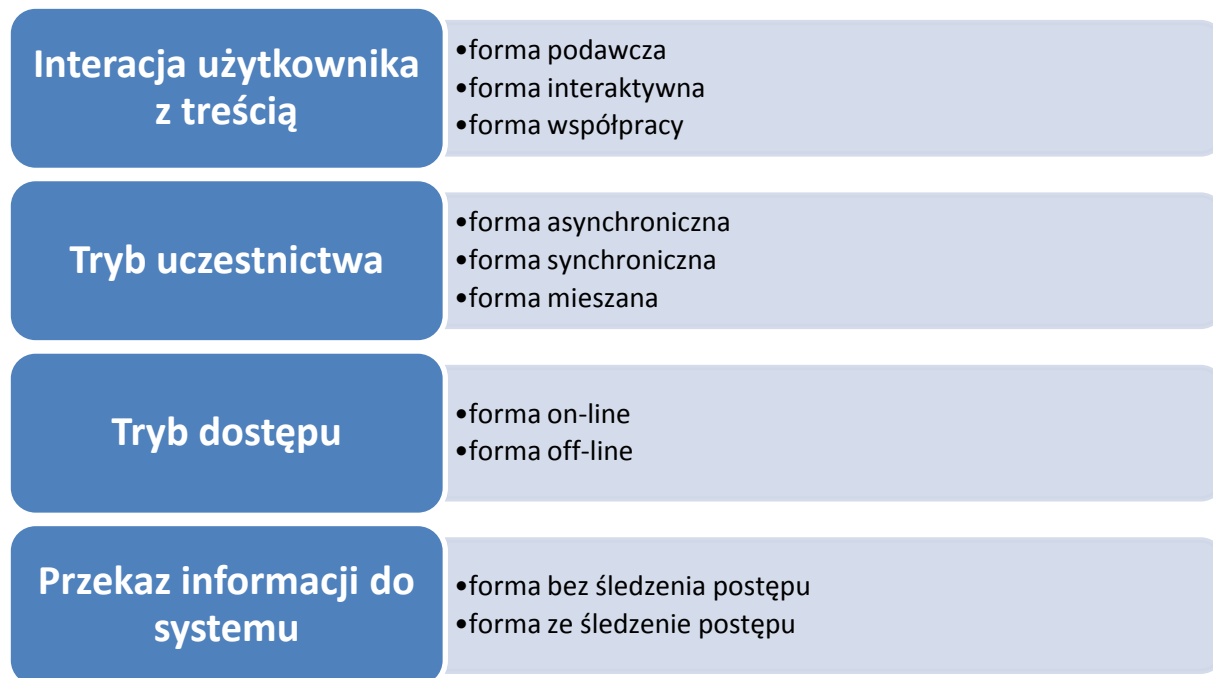 Interacja użytkownika
z treścią
•forma podawcza
•forma interaktywna
•forma współpracy
Tryb uczestnictwa
•forma asynchroniczna
•forma synchroniczna
•forma mieszana
Tryb dostępu
•forma on-line
•forma off-line
Przekaz informacji do
systemu
•forma bez śledzenia postępu
•forma ze śledzenie postępu